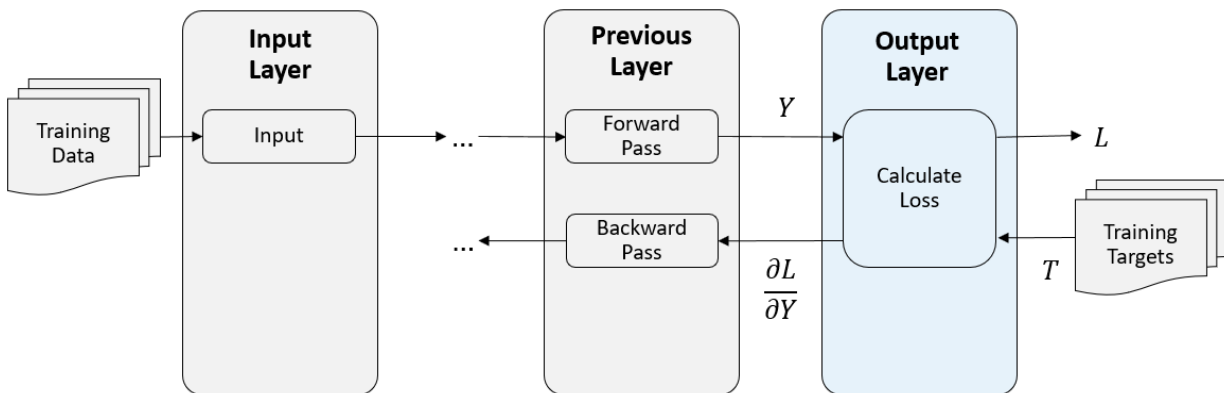 Input
Layer
Previous
Layer
Output
Layer
Training
Data
Input
...
Forward
Pass
Y
Calculate
Loss
L
...
Backward
Pass
∂L
∂Y
T
Training
Targets